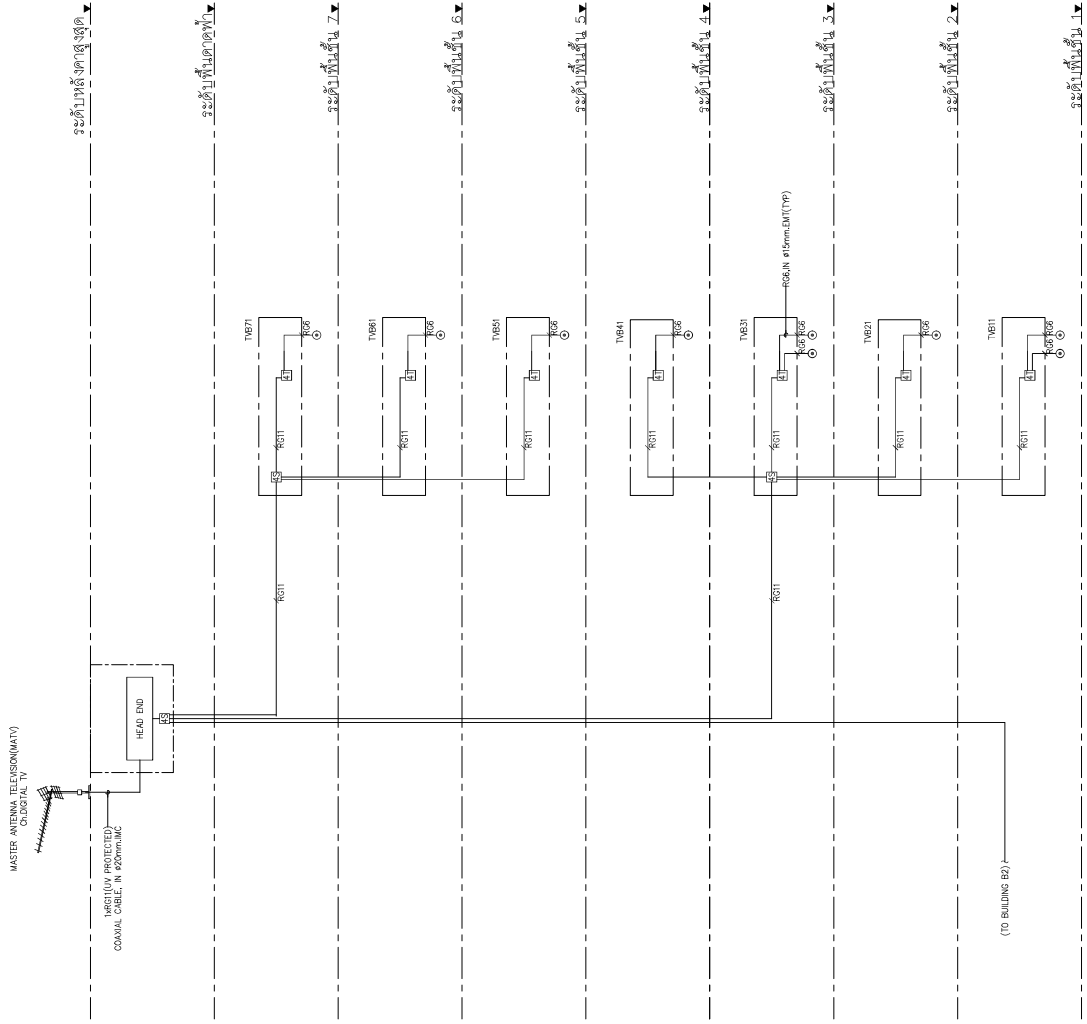 ระดับหลังคาสูงสุด
ระดับพื้นดาดฟ้า
ระดับพื้นชั้น 7
ระดับพื้นชั้น 6
ระดับพื้นชั้น 5
ระดับพื้นชั้น 4
ระดับพื้นชั้น 3
ระดับพื้นชั้น 2
ระดับพื้นชั้น 1
MASTER ANTENNA TELEVISION(MATV)
Ch.DIGITAL TV
1xRG11(UV PROTECTED)
COAXIAL CABLE, IN ø20mm.IMC
HEAD END
4S
RG11
RG11
(TO BUILDING B2)
TVB71
4S
RG11
4T
RG6
TVB61
RG11
4T
RG6
TVB51
RG11
4T
RG6
TVB41
RG11
4T
RG6
TVB31
4S
RG11
4T
RG6
RG6
RG6,IN ø15mm.EMT(TYP)
TVB21
RG11
4T
RG6
TVB11
RG11
4T
RG6
RG6